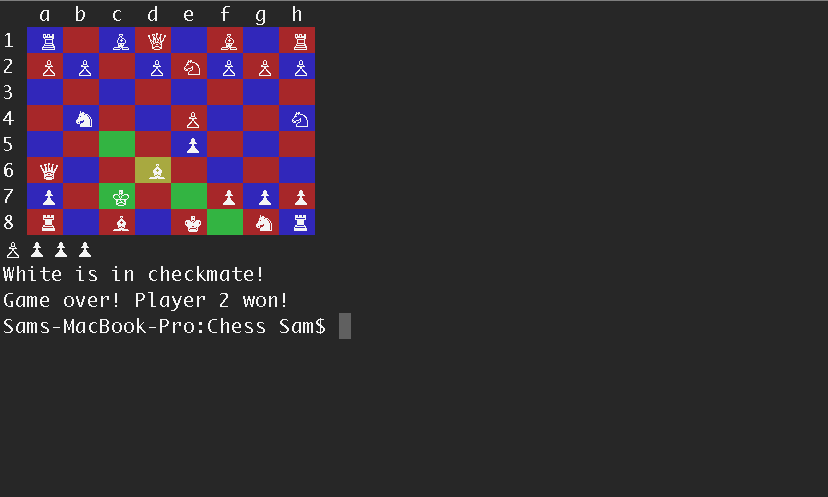 a b c d e f g h
1 ♖ ♗ ♕ ♗ ♖
2 ♙ ♙ ♙ ♘ ♙ ♙ ♙
3
4 ♞ ♙ ♘
5 ♟
6 ♕ ♝
7 ♟ ♔ ♟ ♟ ♟
8 ♜ ♝ ♚ ♞ ♜
♙ ♟ ♟ ♟
White is in checkmate!
Game over! Player 2 won!
Sams-MacBook-Pro:Chess Sam$